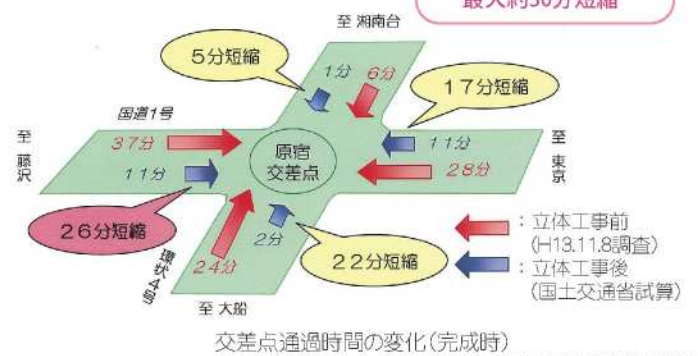 最大約30分短縮
至 湘南台
5分短縮
1分
6分
17分短縮
国道1号
至 藤沢
37分
11分
原宿
交差点
11分
28分
至 東京
26分短縮
2分
24分
22分短縮
環状4号
至 大船
：立体工事前
(H13.11.8調査)
：立体工事後
(国土交通省試算)
交差点通過時間の変化(完成時)